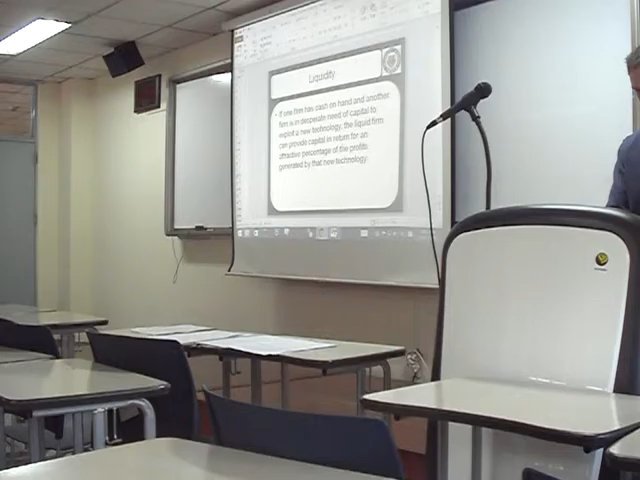 Liquidity
• If one firm has cash on hand and another
firm is in desperate need of capital to
exploit a new technology, the liquid firm
can provide capital in return for an
attractive percentage of the profits
generated by that new technology